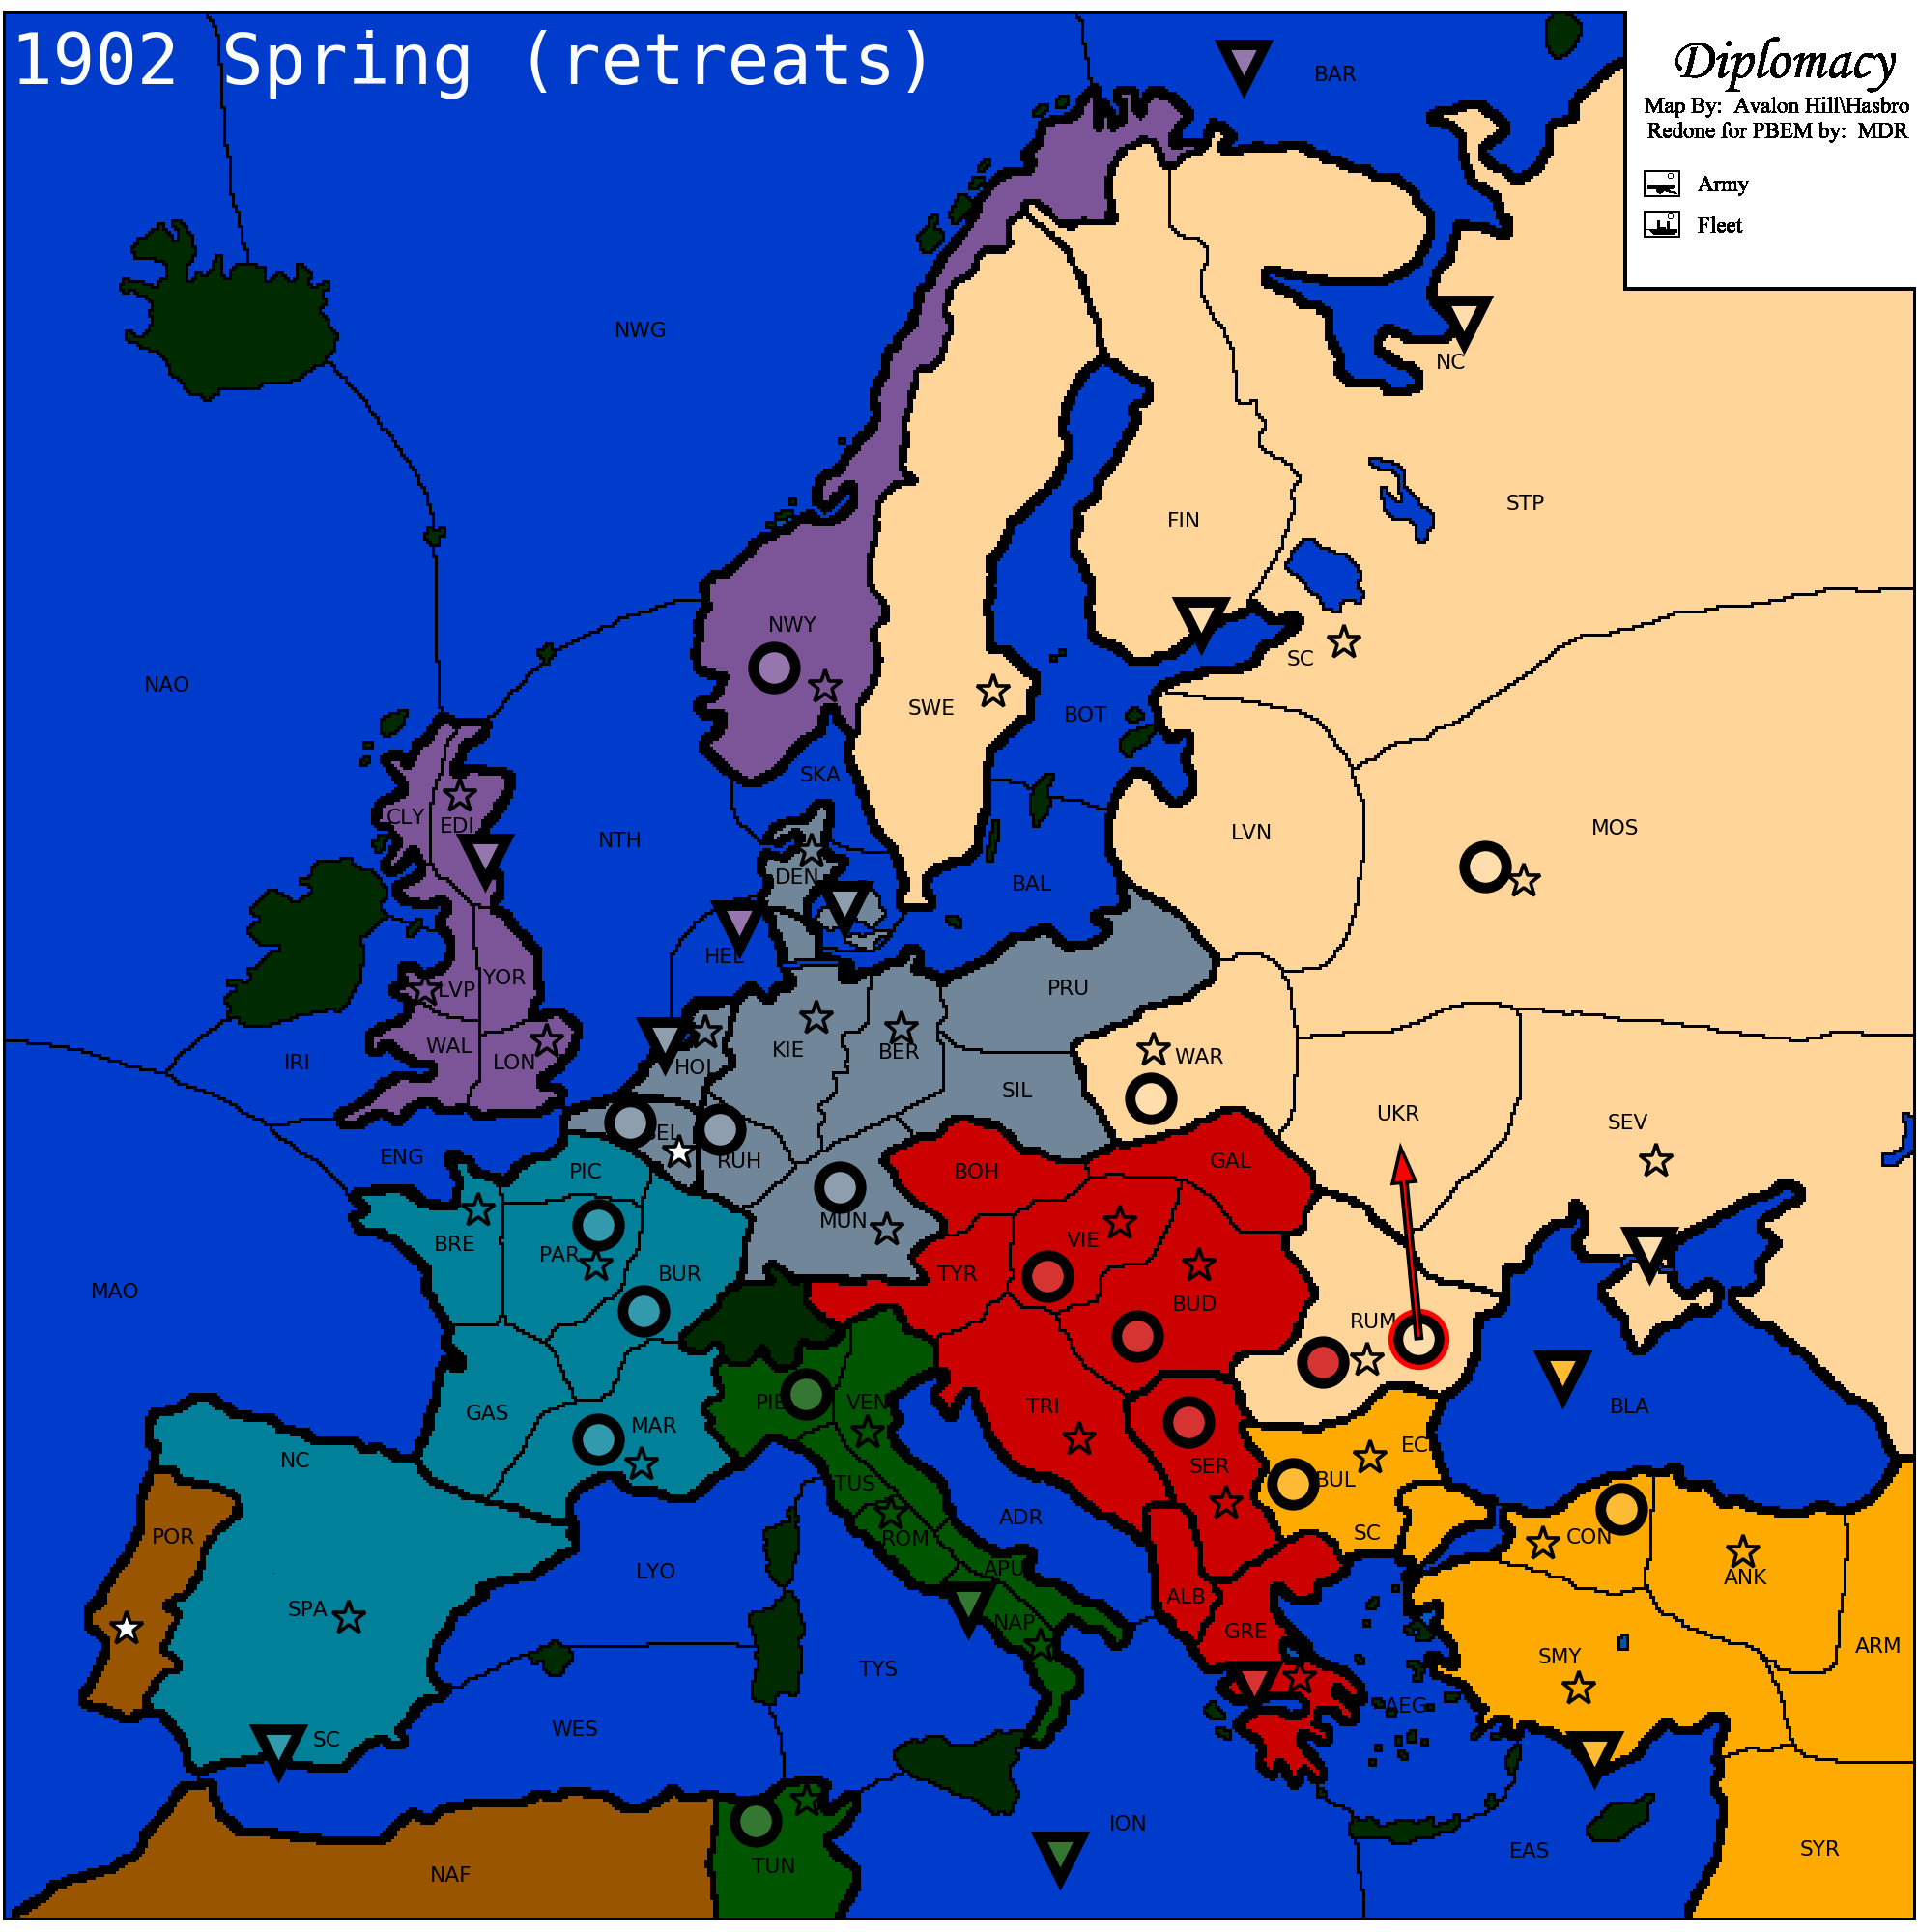 1902 Spring (retreats)
Diplomacy
Map By: Avalon Hill\Hasbro
Redone for PBEM by: MDR
Army
Fleet
BAR
NWG
NC
STP
FIN
NWY
SC
NAO
SWE
BOT
SKA
CLY
EDI
NTH
LVN
MOS
DEN
BAL
HEL
YOR
LVP
PRU
WAL
LON
IRI
HOL
KIE
BER
WAR
SIL
UKR
SEV
ENG
PIC
BEL
RUH
BOH
GAL
MUN
BRE
PAR
BUR
VIE
TYR
MAO
BUD
RUM
GAS
MAR
PIE
VEN
TRI
BLA
NC
TUS
SER
BUL
EC
POR
ROM
ADR
SC
CON
LYO
APU
ANK
SPA
NAP
ALB
GRE
SMY
ARM
TYS
AEG
SC
WES
ION
EAS
SYR
NAF
TUN